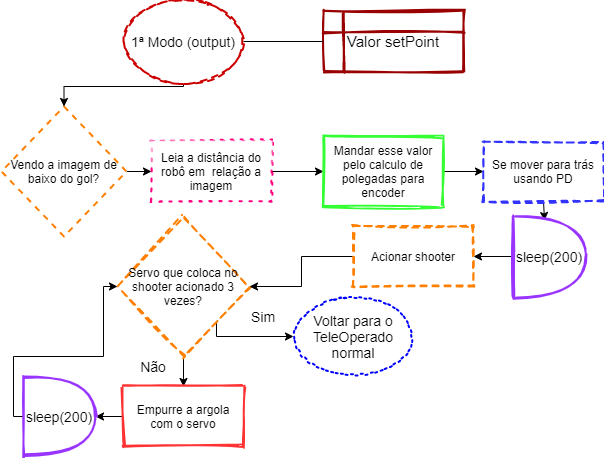 1ª Modo (output)
Valor setPoint
Vendo a imagem de
baixo do gol?
Leia a distância do
robô em relação a
imagem
Mandar esse valor
pelo calculo de
polegadas para
encoder
Se mover para trás
usando PD
sleep(200)
Acionar shooter
Servo que coloca no
shooter acionado 3
vezes?
Sim
Voltar para o
TeleOperado
normal
Não
Empurre a argola
com o servo
sleep(200)